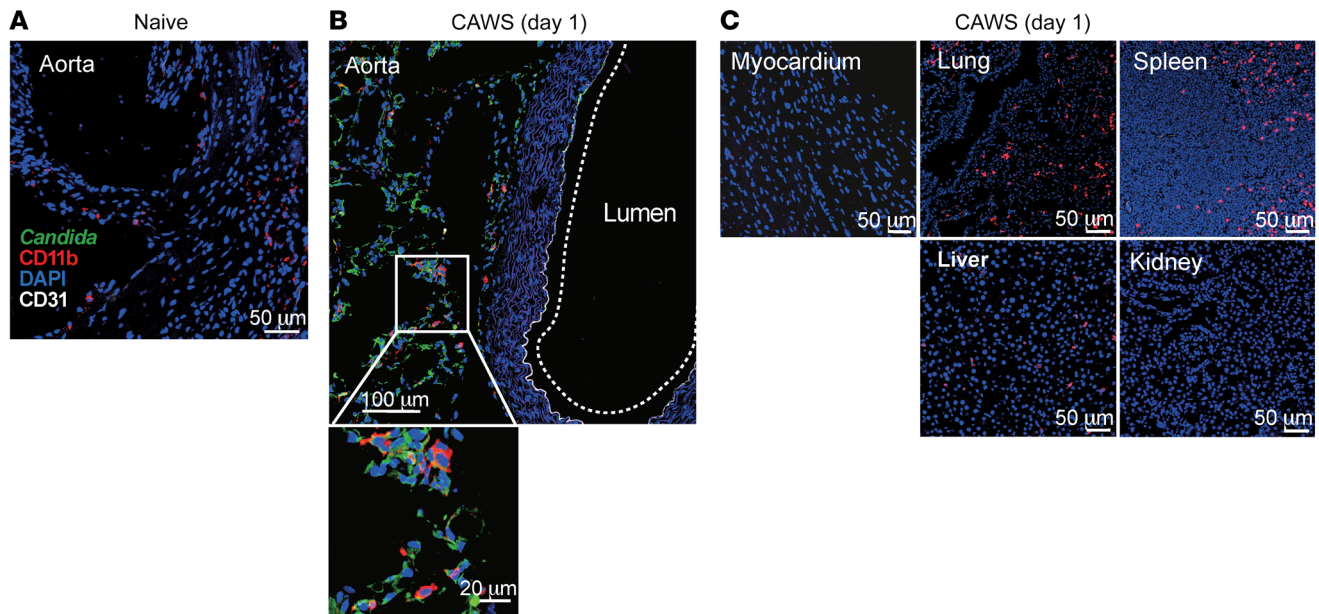 A
Naive
Aorta
Candida
CD11b
DAPI
CD31
50 μm
B
CAWS (day 1)
Aorta
Lumen
100 μm
20 μm
C
CAWS (day 1)
Myocardium
50 μm
Lung
50 μm
Spleen
50 μm
Liver
50 μm
Kidney
50 μm